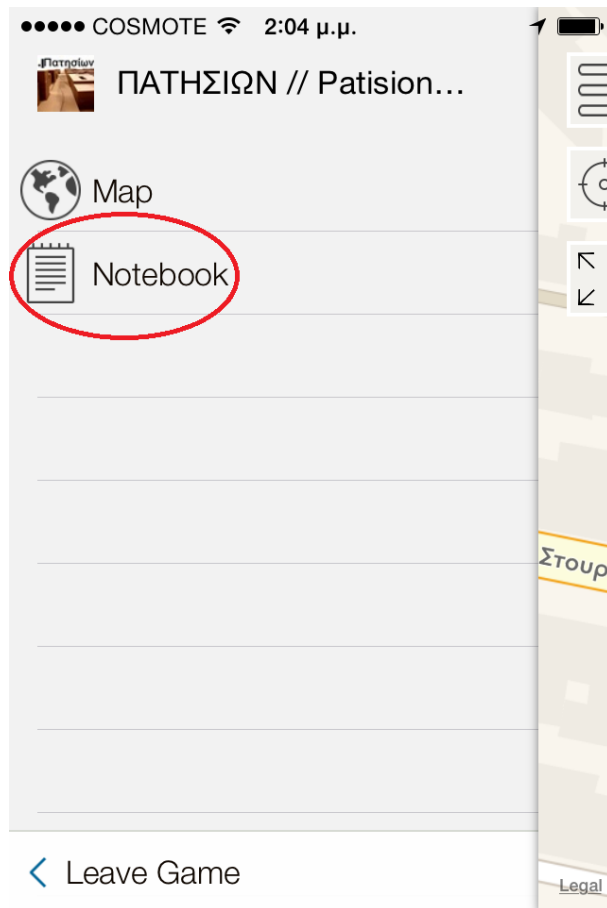 COSMOTE 2:04 μ.μ.
.Πατησίων
ΠΑΤΗΣΙΩΝ // Patision...
Map
Notebook
Στουρ
Leave Game
Legal